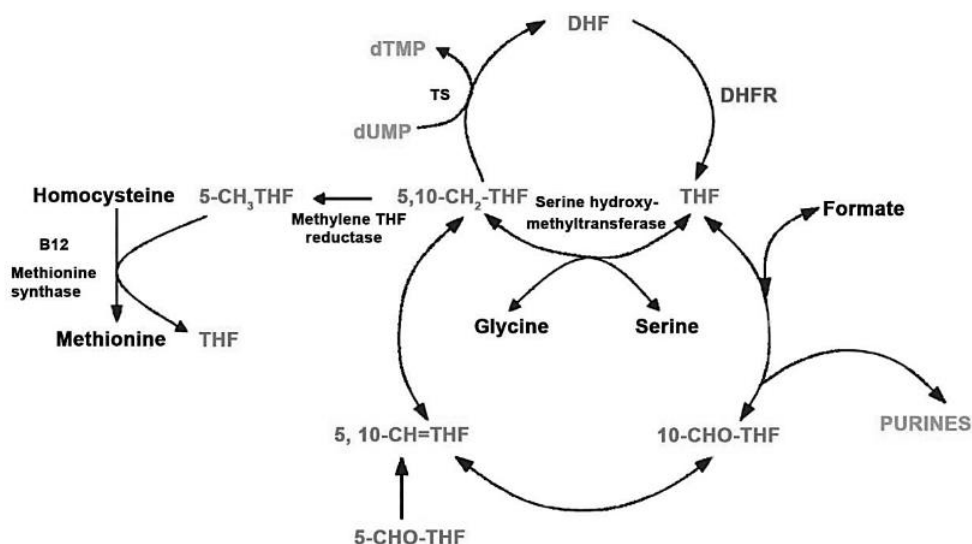 DHF
dTMP
TS
DHFR
dUMP
Homocysteine
5-CH₃THF
5,10-CH₂-THF
Serine hydroxy-
methyltransferase
THF
Formate
Methylene THF
reductase
B12
Methionine
synthase
Glycine
Serine
Methionine
THF
PURINES
5, 10-CH=THF
10-CHO-THF
5-CHO-THF